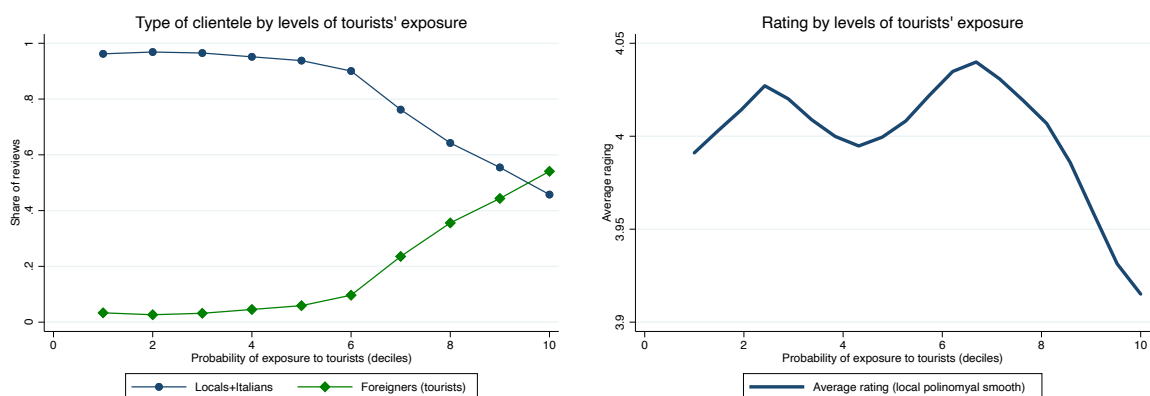 Type of clientele by levels of tourists' exposure
1
.8
.6
.4
.2
0
Share of reviews
0 2 4 6 8 10
Probability of exposure to tourists (deciles)
Locals+Italians Foreigners (tourists)
Rating by levels of tourists' exposure
4.05
4
3.95
3.9
Average raging
0 2 4 6 8 10
Probability of exposure to tourists (deciles)
Average rating (local polinomyal smooth)